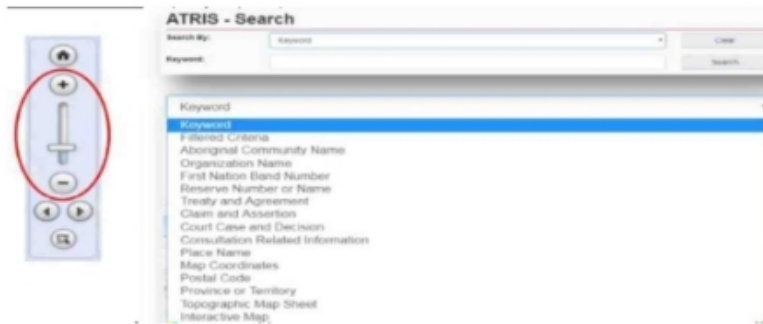 ATRIS - Search
Search By:
Keyword
Clear
Keyword:
Search
Keyword
Keyword
Filtered Criteria
Aboriginal Community Name
Organization Name
First Nation Band Number
Reserve Number or Name
Treaty and Agreement
Claim and Assertion
Court Case and Decision
Consultation Related Information
Place Name
Map Coordinates
Postal Code
Province or Territory
Topographic Map Sheet
Interactive Map